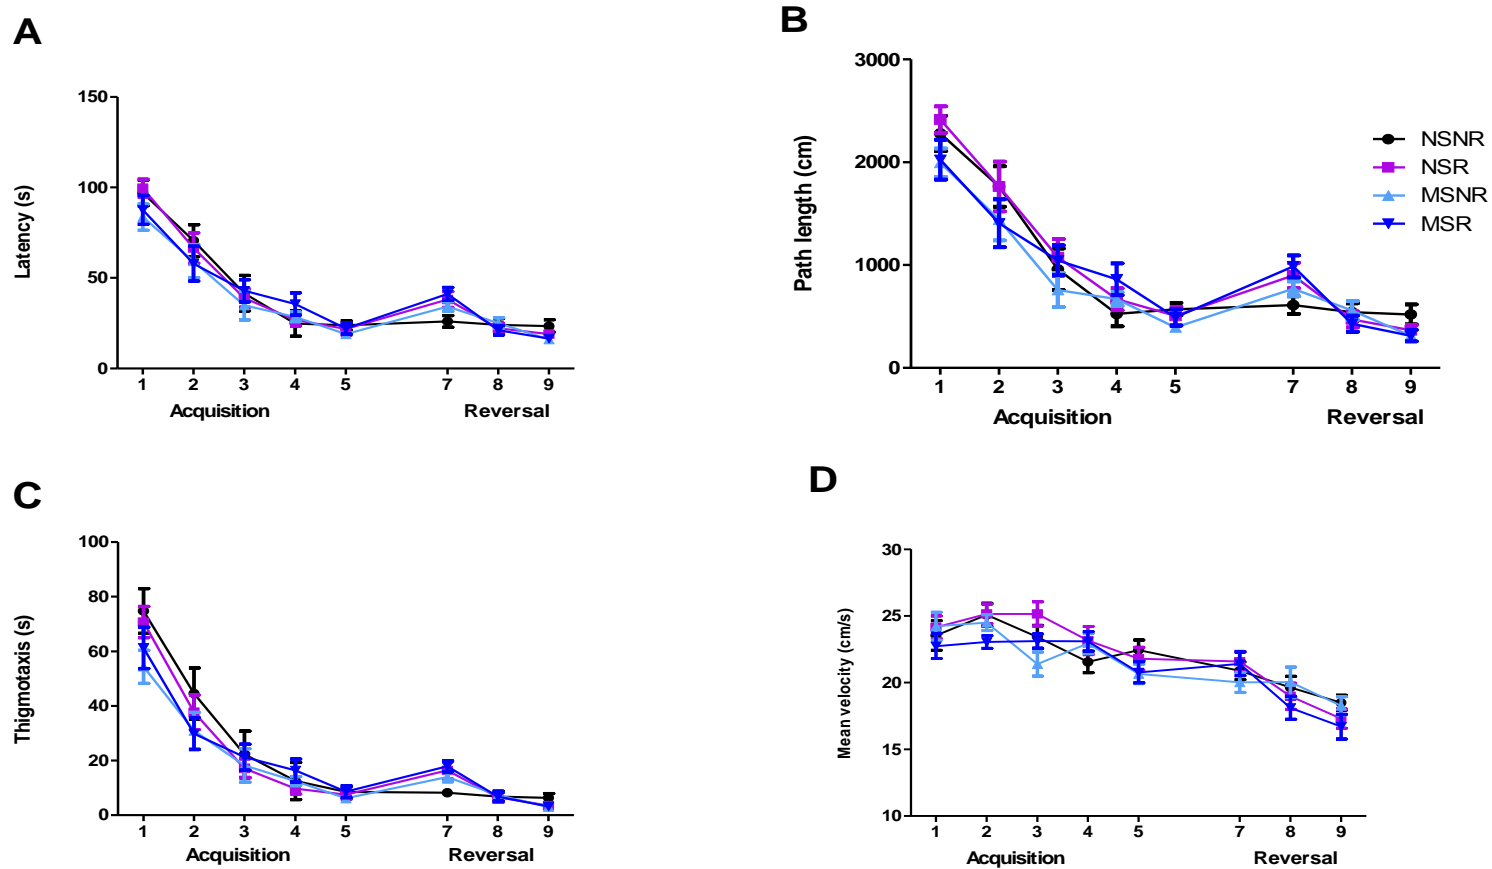 A
Latency (s)
150
100
50
0
1 2 3 4 5 7 8 9
Acquisition Reversal
B
Path length (cm)
3000
2000
1000
0
1 2 3 4 5 7 8 9
Acquisition Reversal
NSNR
NSR
MSNR
MSR
C
Thigmotaxis (s)
100
80
60
40
20
0
1 2 3 4 5 7 8 9
Acquisition Reversal
D
Mean velocity (cm/s)
30
25
20
15
10
1 2 3 4 5 7 8 9
Acquisition Reversal